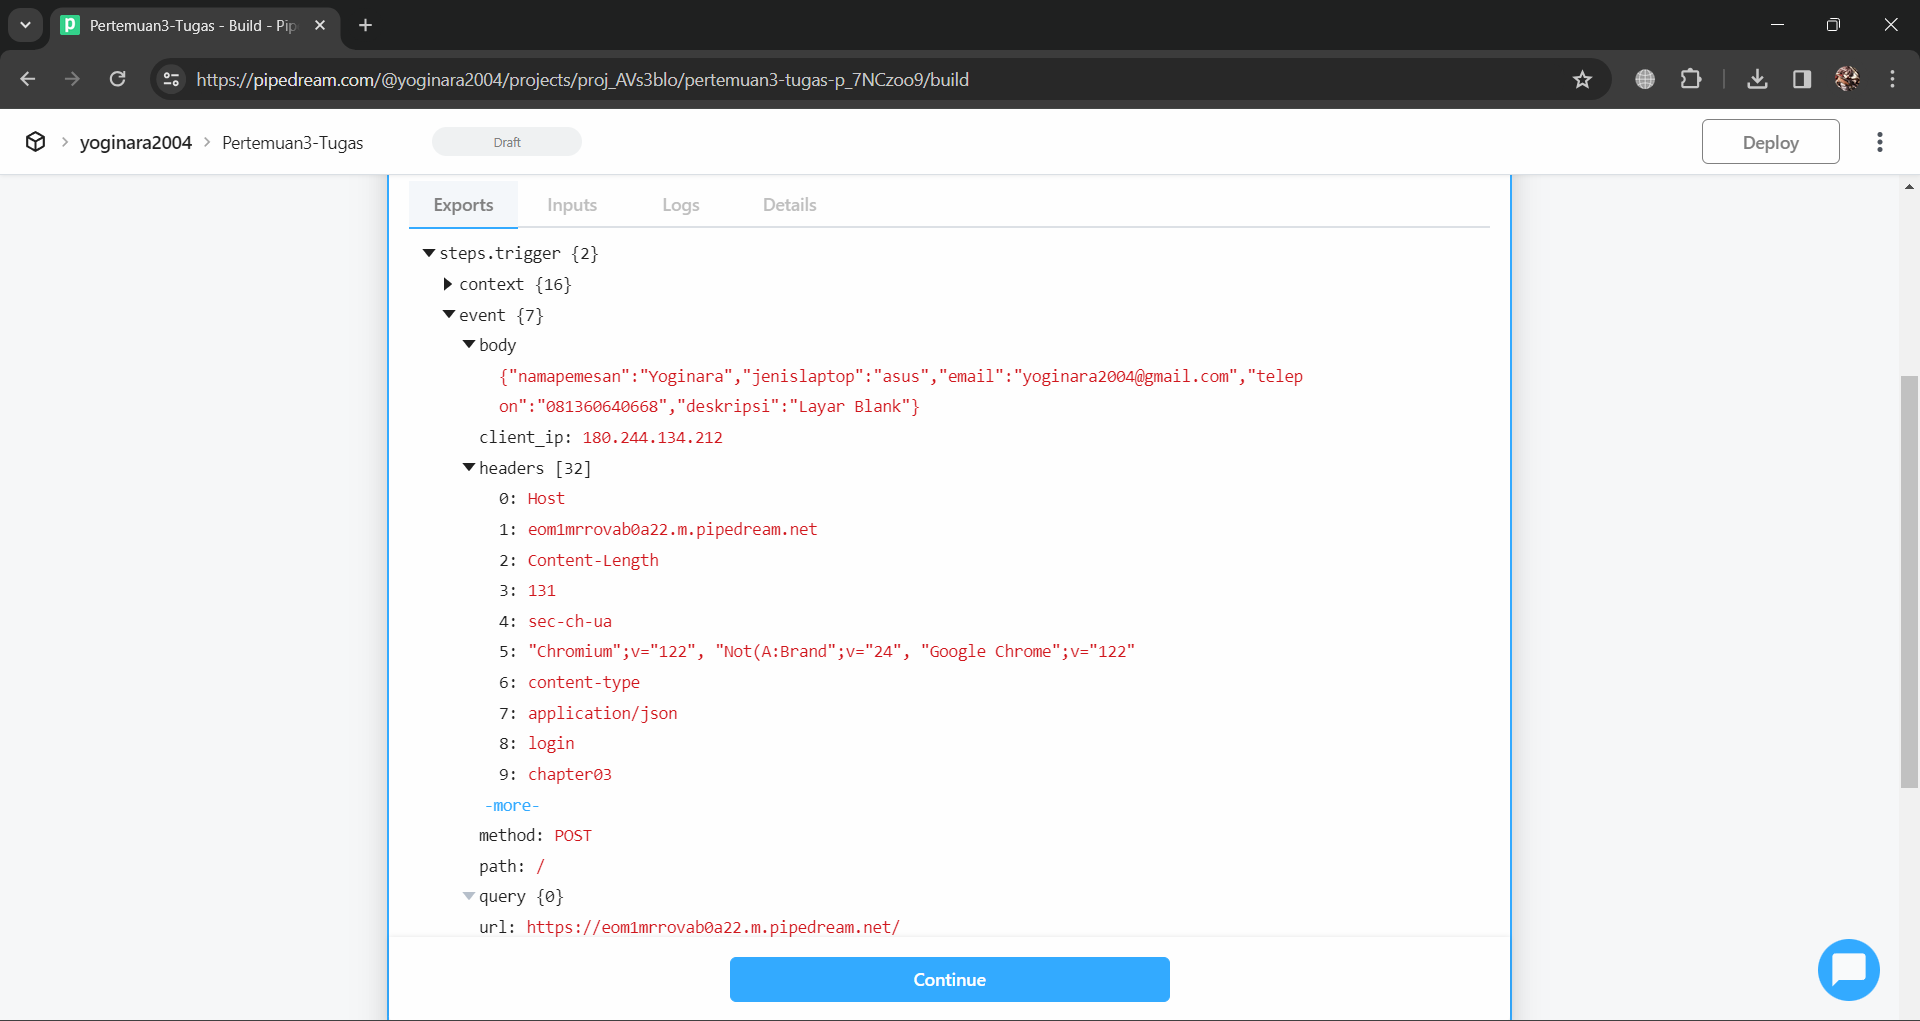 Pertemuan3-Tugas - Build - Pip
https://pipedream.com/@yoginara2004/projects/proj_AVs3blo/pertemuan3-tugas-p_7NCzoo9/build
yoginara2004 > Pertemuan3-Tugas
Draft
Deploy
Exports Inputs Logs Details
steps.trigger {2}
context {16}
event {7}
body
{"namapemesan":"Yoginara","jenislaptop":"asus","email":"yoginara2004@gmail.com","telep
on":"081360640668","deskripsi":"Layar Blank"}
client_ip: 180.244.134.212
headers [32]
0: Host
1: eom1mrrovab0a22.m.pipedream.net
2: Content-Length
3: 131
4: sec-ch-ua
5: "Chromium";v="122", "Not(A:Brand";v="24", "Google Chrome";v="122"
6: content-type
7: application/json
8: login
9: chapter03
-more-
method: POST
path: /
query {0}
url: https://eom1mrrovab0a22.m.pipedream.net/
Continue